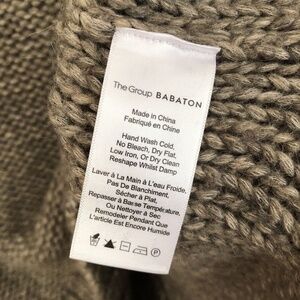 The Group BABATON
Made in China
Fabriqué en Chine
Hand Wash Cold,
No Bleach, Dry Flat,
Low Iron, Or Dry Clean
Reshape Whilst Damp
Laver à La Main à L'eau Froide,
Pas De Blanchiment,
Sécher à Plat,
Repasser à Barse Température,
Ou Nettoyer à Sec
Remodeler Pendant Que
L'article Est Encore Humide